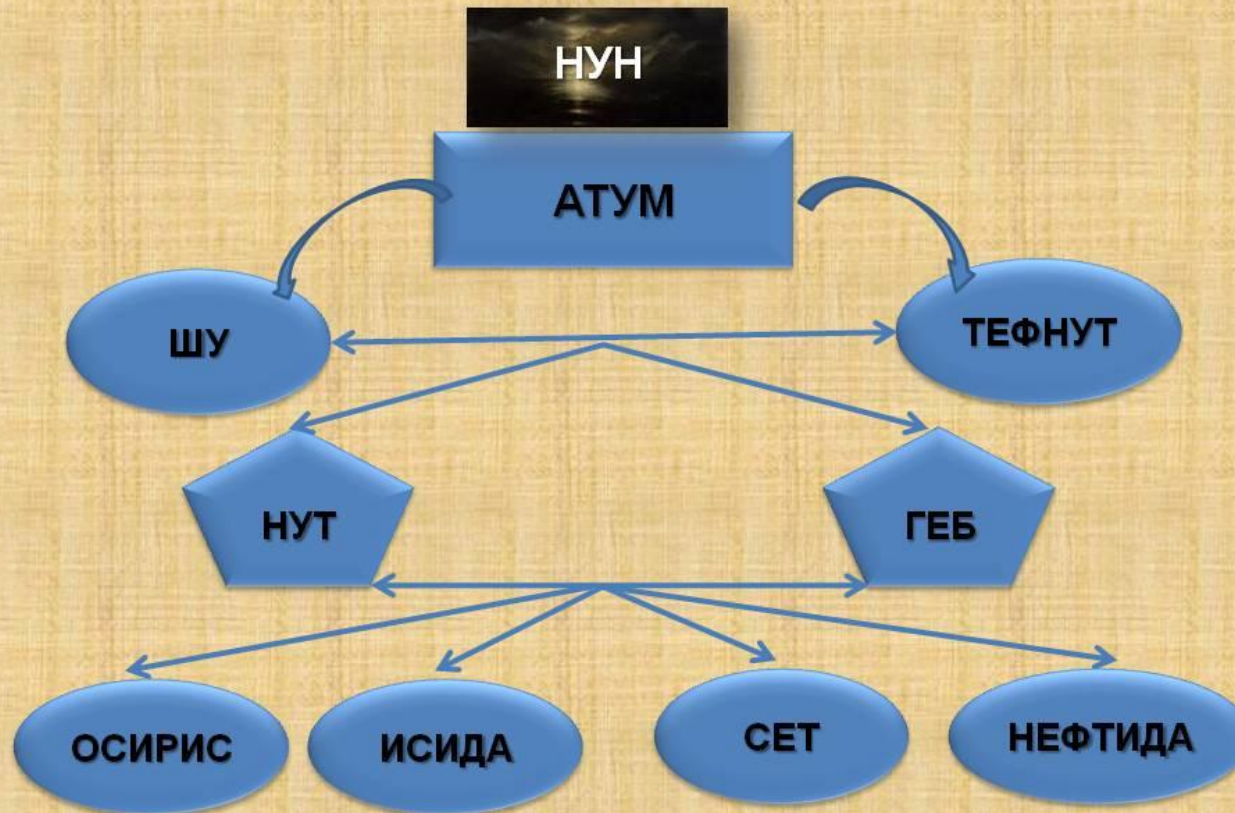 НУН
АТУМ
ШУ
ТЕФНУТ
НУТ
ГЕБ
ОСИРИС
ИСИДА
СЕТ
НЕФТИДА